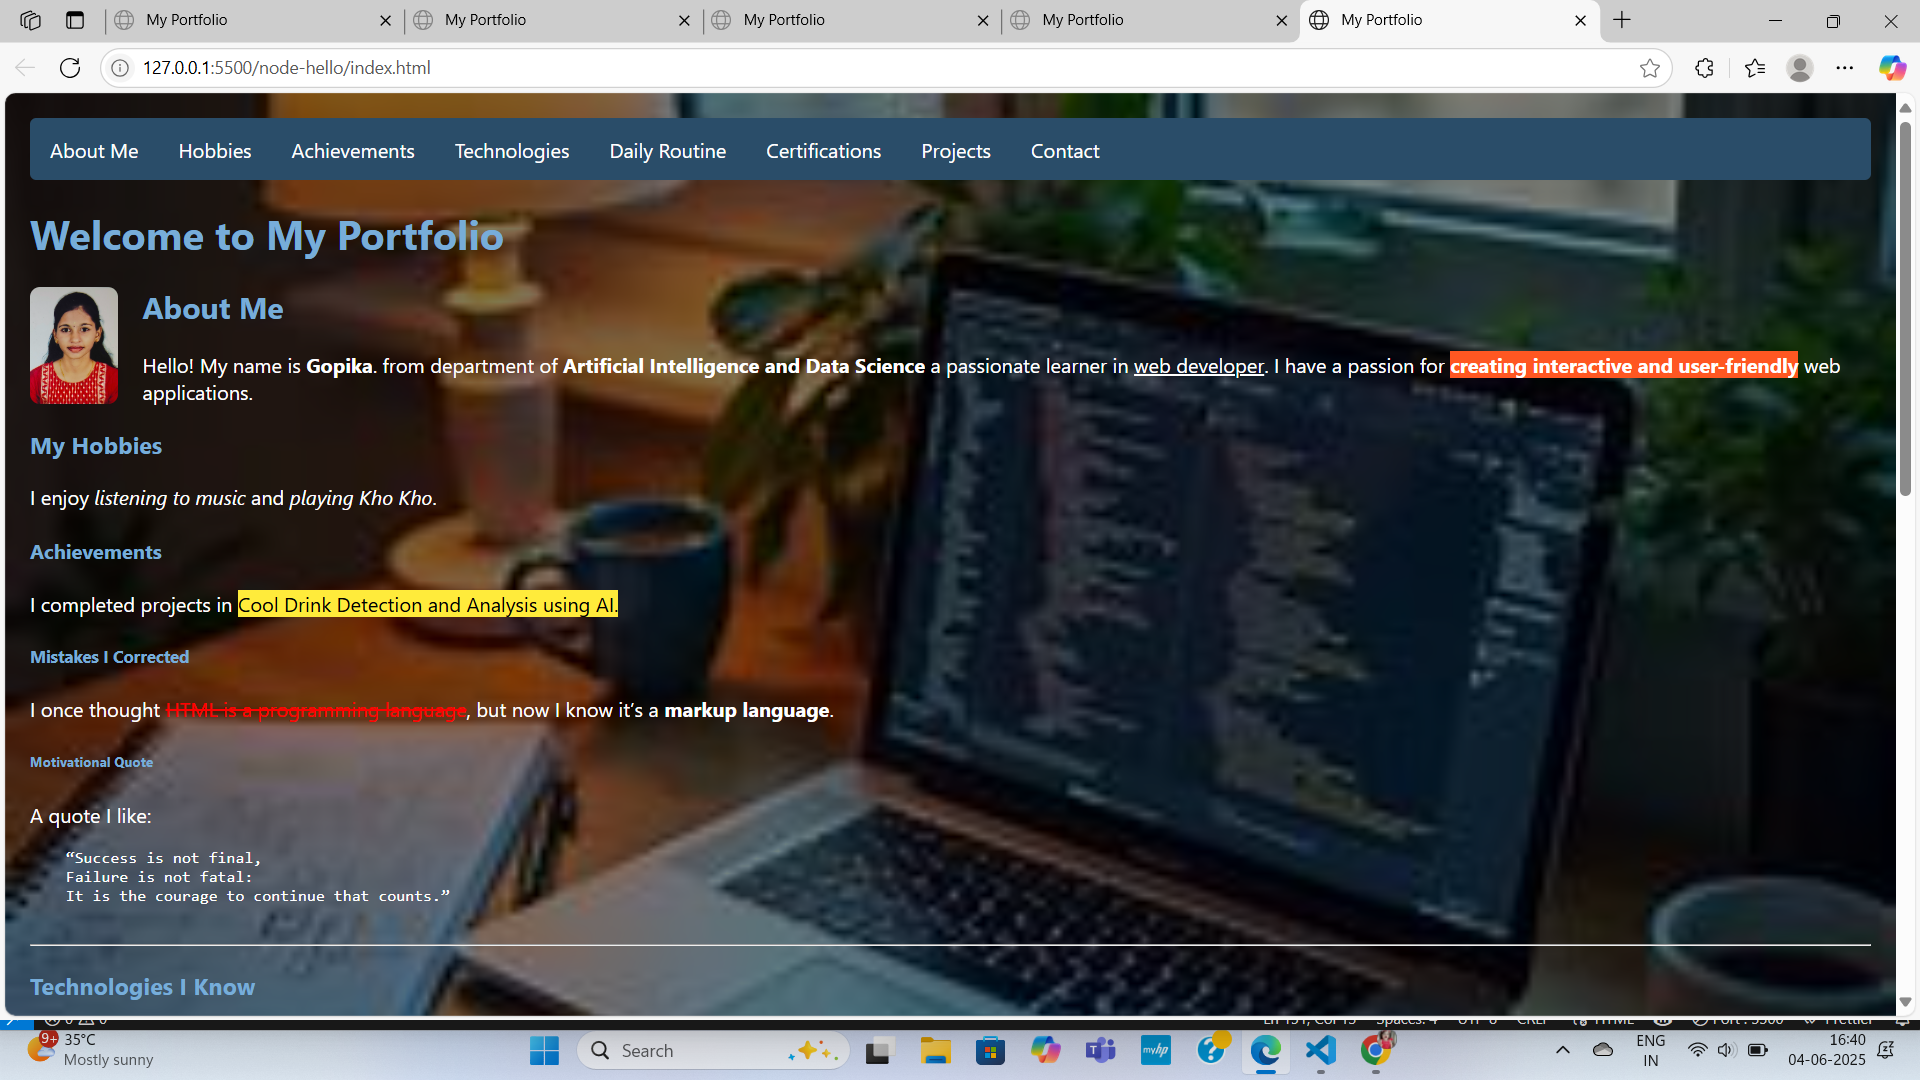 My Portfolio
My Portfolio
My Portfolio
My Portfolio
My Portfolio
127.0.0.1:5500/node-hello/index.html
About Me Hobbies Achievements Technologies Daily Routine Certifications Projects Contact
Welcome to My Portfolio
About Me
Hello! My name is Gopika. from department of Artificial Intelligence and Data Science a passionate learner in web developer. I have a passion for creating interactive and user-friendly web
applications.
My Hobbies
I enjoy listening to music and playing Kho Kho.
Achievements
I completed projects in Cool Drink Detection and Analysis using AI.
Mistakes I Corrected
I once thought HTML is a programming language, but now I know it’s a markup language.
Motivational Quote
A quote I like:
“Success is not final,
Failure is not fatal:
It is the courage to continue that counts.”
Technologies I Know
9+
35°C
Mostly sunny
Search
myhp
ENG
IN
16:40
04-06-2025